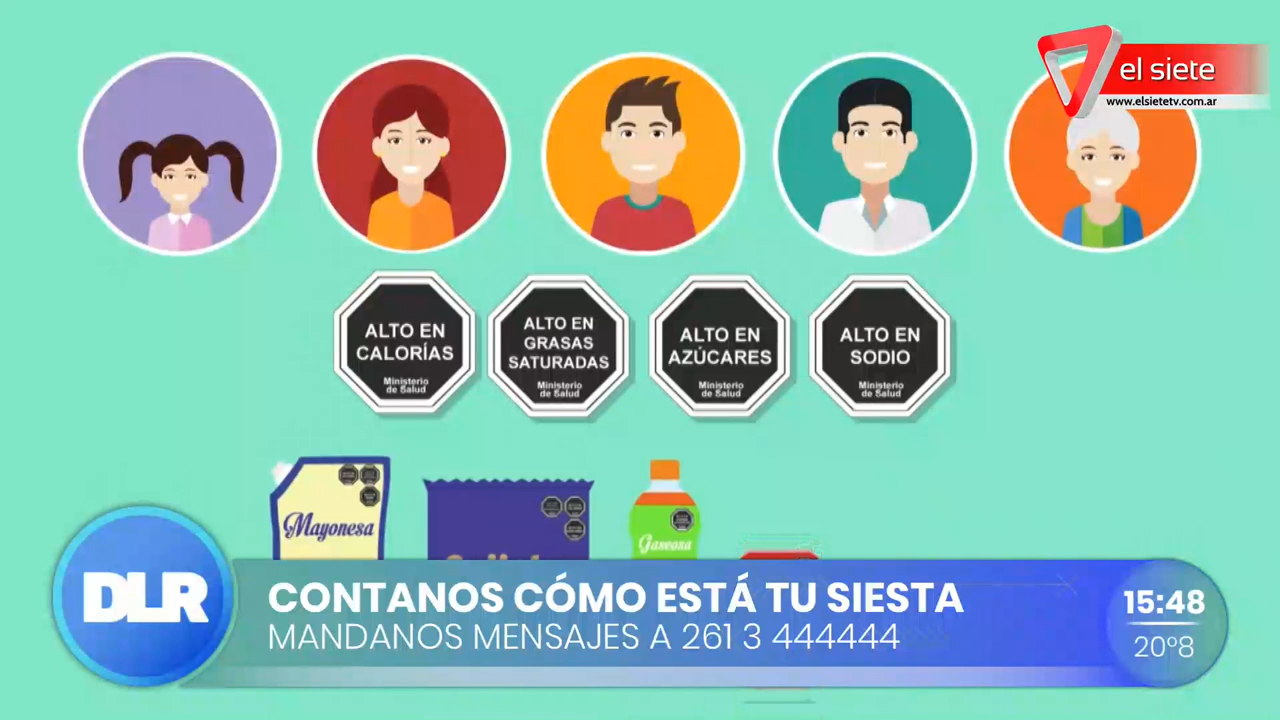 el siete
www.elsietetv.com.ar
ALTO EN
CALORÍAS
Ministerio
de Salud
ALTO EN
GRASAS
SATURADAS
Ministerio
de Salud
ALTO EN
AZÚCARES
Ministerio
de Salud
ALTO EN
SODIO
Ministerio
de Salud
Mayonesa
Gaseosa
DLR
CONTANOS CÓMO ESTÁ TU SIESTA
MANDANOS MENSAJES A 261 3 444444
15:48
20º8